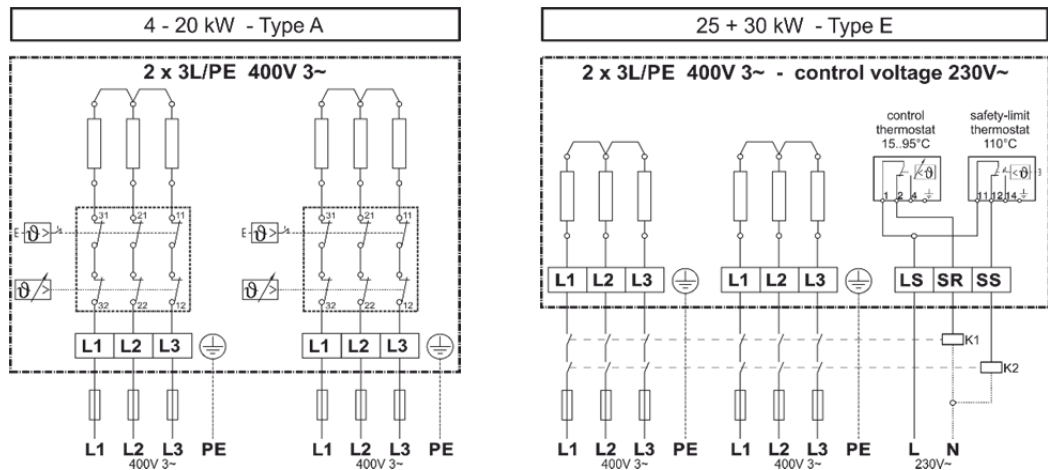 4 - 20 kW - Type A
2 x 3L/PE 400V 3~
31 21 11
31 21 11
E ϑ >
E ϑ >
ϑ
ϑ
32 22 12
32 22 12
L1 L2 L3
L1 L2 L3
L1 L2 L3 PE
400V 3~
L1 L2 L3 PE
400V 3~
25 + 30 kW - Type E
2 x 3L/PE 400V 3~ - control voltage 230V~
control
thermostat
15..95°C
safety-limit
thermostat
110°C
<ϑ
<ϑ E
1 2 4
11 12 14
L1 L2 L3
L1 L2 L3
LS SR SS
K1
K2
L1 L2 L3 PE
400V 3~
L1 L2 L3 PE
400V 3~
L N
230V~